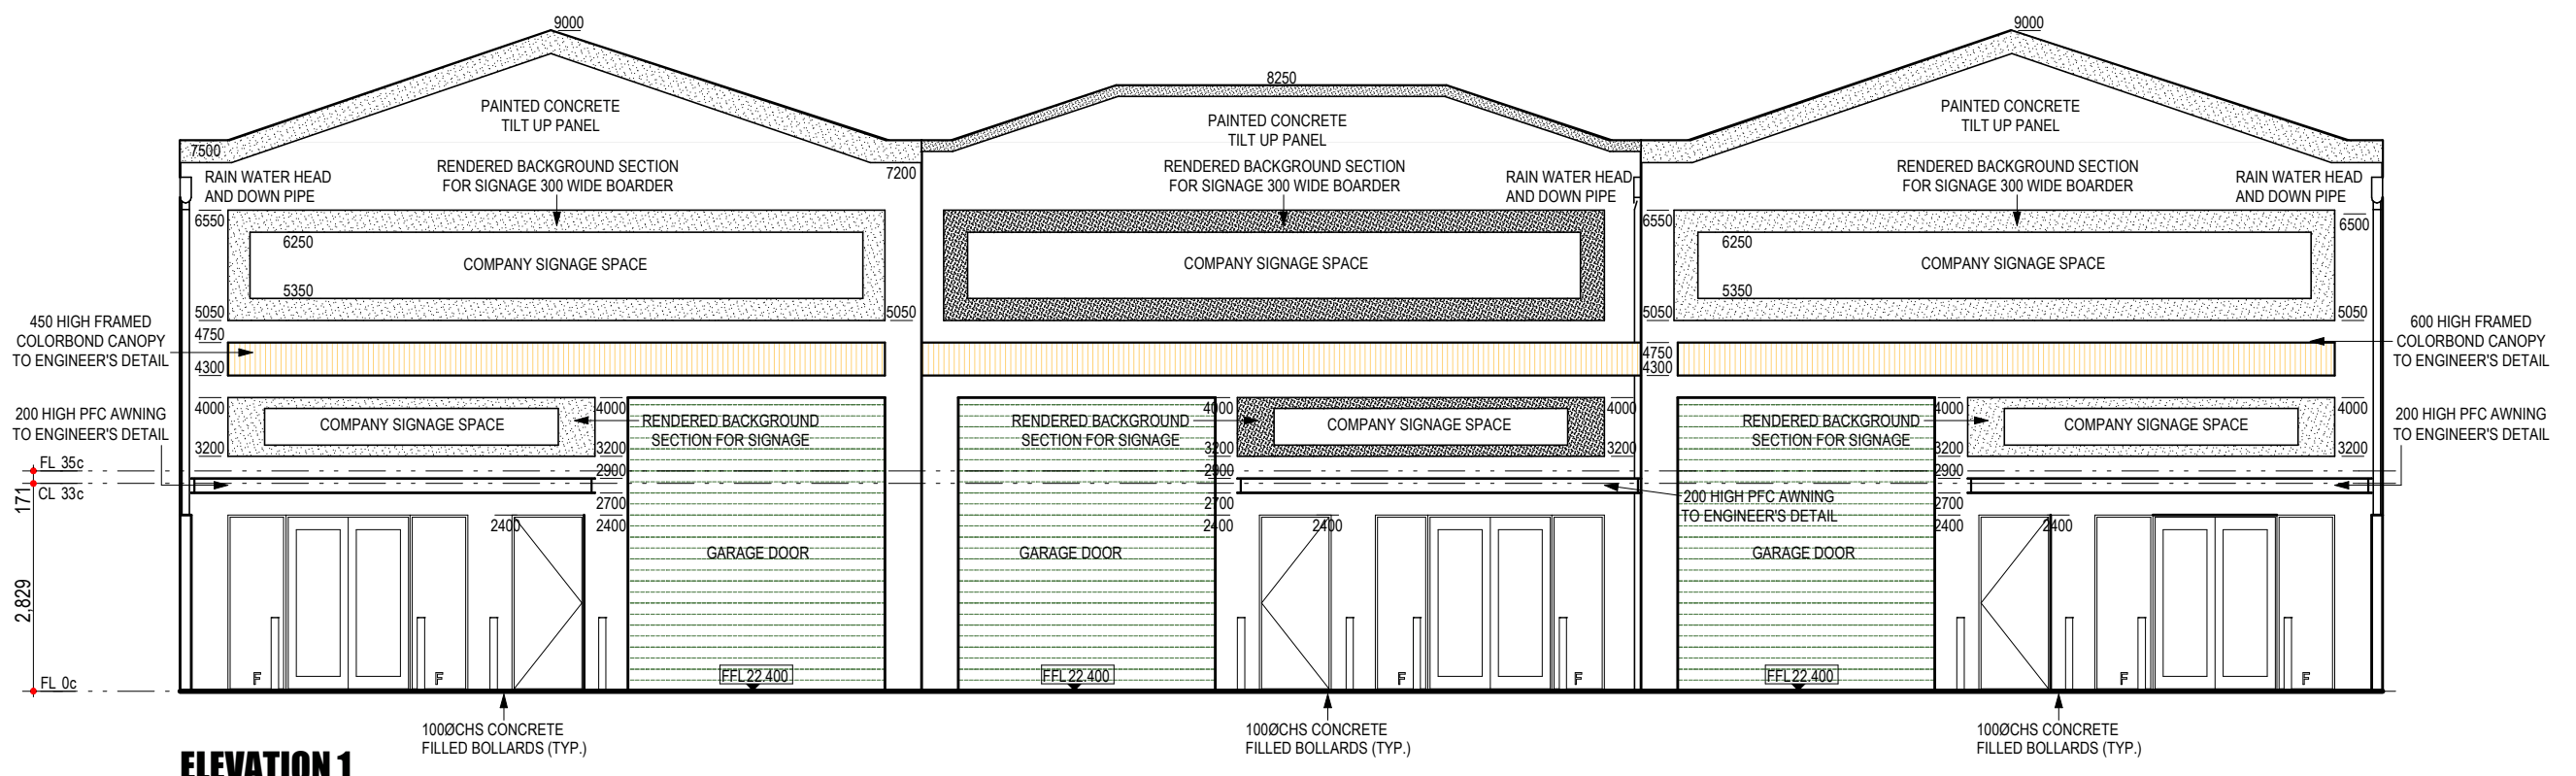 9000
9000
8250
PAINTED CONCRETE
TILT UP PANEL
PAINTED CONCRETE
TILT UP PANEL
PAINTED CONCRETE
TILT UP PANEL
7500
7200
RENDERED BACKGROUND SECTION
FOR SIGNAGE 300 WIDE BOARDER
RENDERED BACKGROUND SECTION
FOR SIGNAGE 300 WIDE BOARDER
RENDERED BACKGROUND SECTION
FOR SIGNAGE 300 WIDE BOARDER
RAIN WATER HEAD
AND DOWN PIPE
RAIN WATER HEAD
AND DOWN PIPE
RAIN WATER HEAD
AND DOWN PIPE
6550
6550
6500
6250
6250
COMPANY SIGNAGE SPACE
COMPANY SIGNAGE SPACE
COMPANY SIGNAGE SPACE
5350
5350
5050
5050
5050
5050
450 HIGH FRAMED
COLORBOND CANOPY
TO ENGINEER'S DETAIL
4750
4300
4750
4300
600 HIGH FRAMED
COLORBOND CANOPY
TO ENGINEER'S DETAIL
200 HIGH PFC AWNING
TO ENGINEER'S DETAIL
4000
3200
COMPANY SIGNAGE SPACE
4000
3200
RENDERED BACKGROUND
SECTION FOR SIGNAGE
RENDERED BACKGROUND
SECTION FOR SIGNAGE
4000
3200
COMPANY SIGNAGE SPACE
4000
3200
RENDERED BACKGROUND
SECTION FOR SIGNAGE
4000
3200
COMPANY SIGNAGE SPACE
4000
3200
200 HIGH PFC AWNING
TO ENGINEER'S DETAIL
FL 35c
171
CL 33c
2,829
FL 0c
2900
2700
2400
2400
2900
2700
2400
2400
200 HIGH PFC AWNING
TO ENGINEER'S DETAIL
2900
2700
2400
2400
GARAGE DOOR
GARAGE DOOR
GARAGE DOOR
F
F
FFL22.400
FFL22.400
F
F
FFL22.400
F
F
100ØCHS CONCRETE
FILLED BOLLARDS (TYP.)
100ØCHS CONCRETE
FILLED BOLLARDS (TYP.)
100ØCHS CONCRETE
FILLED BOLLARDS (TYP.)
ELEVATION 1